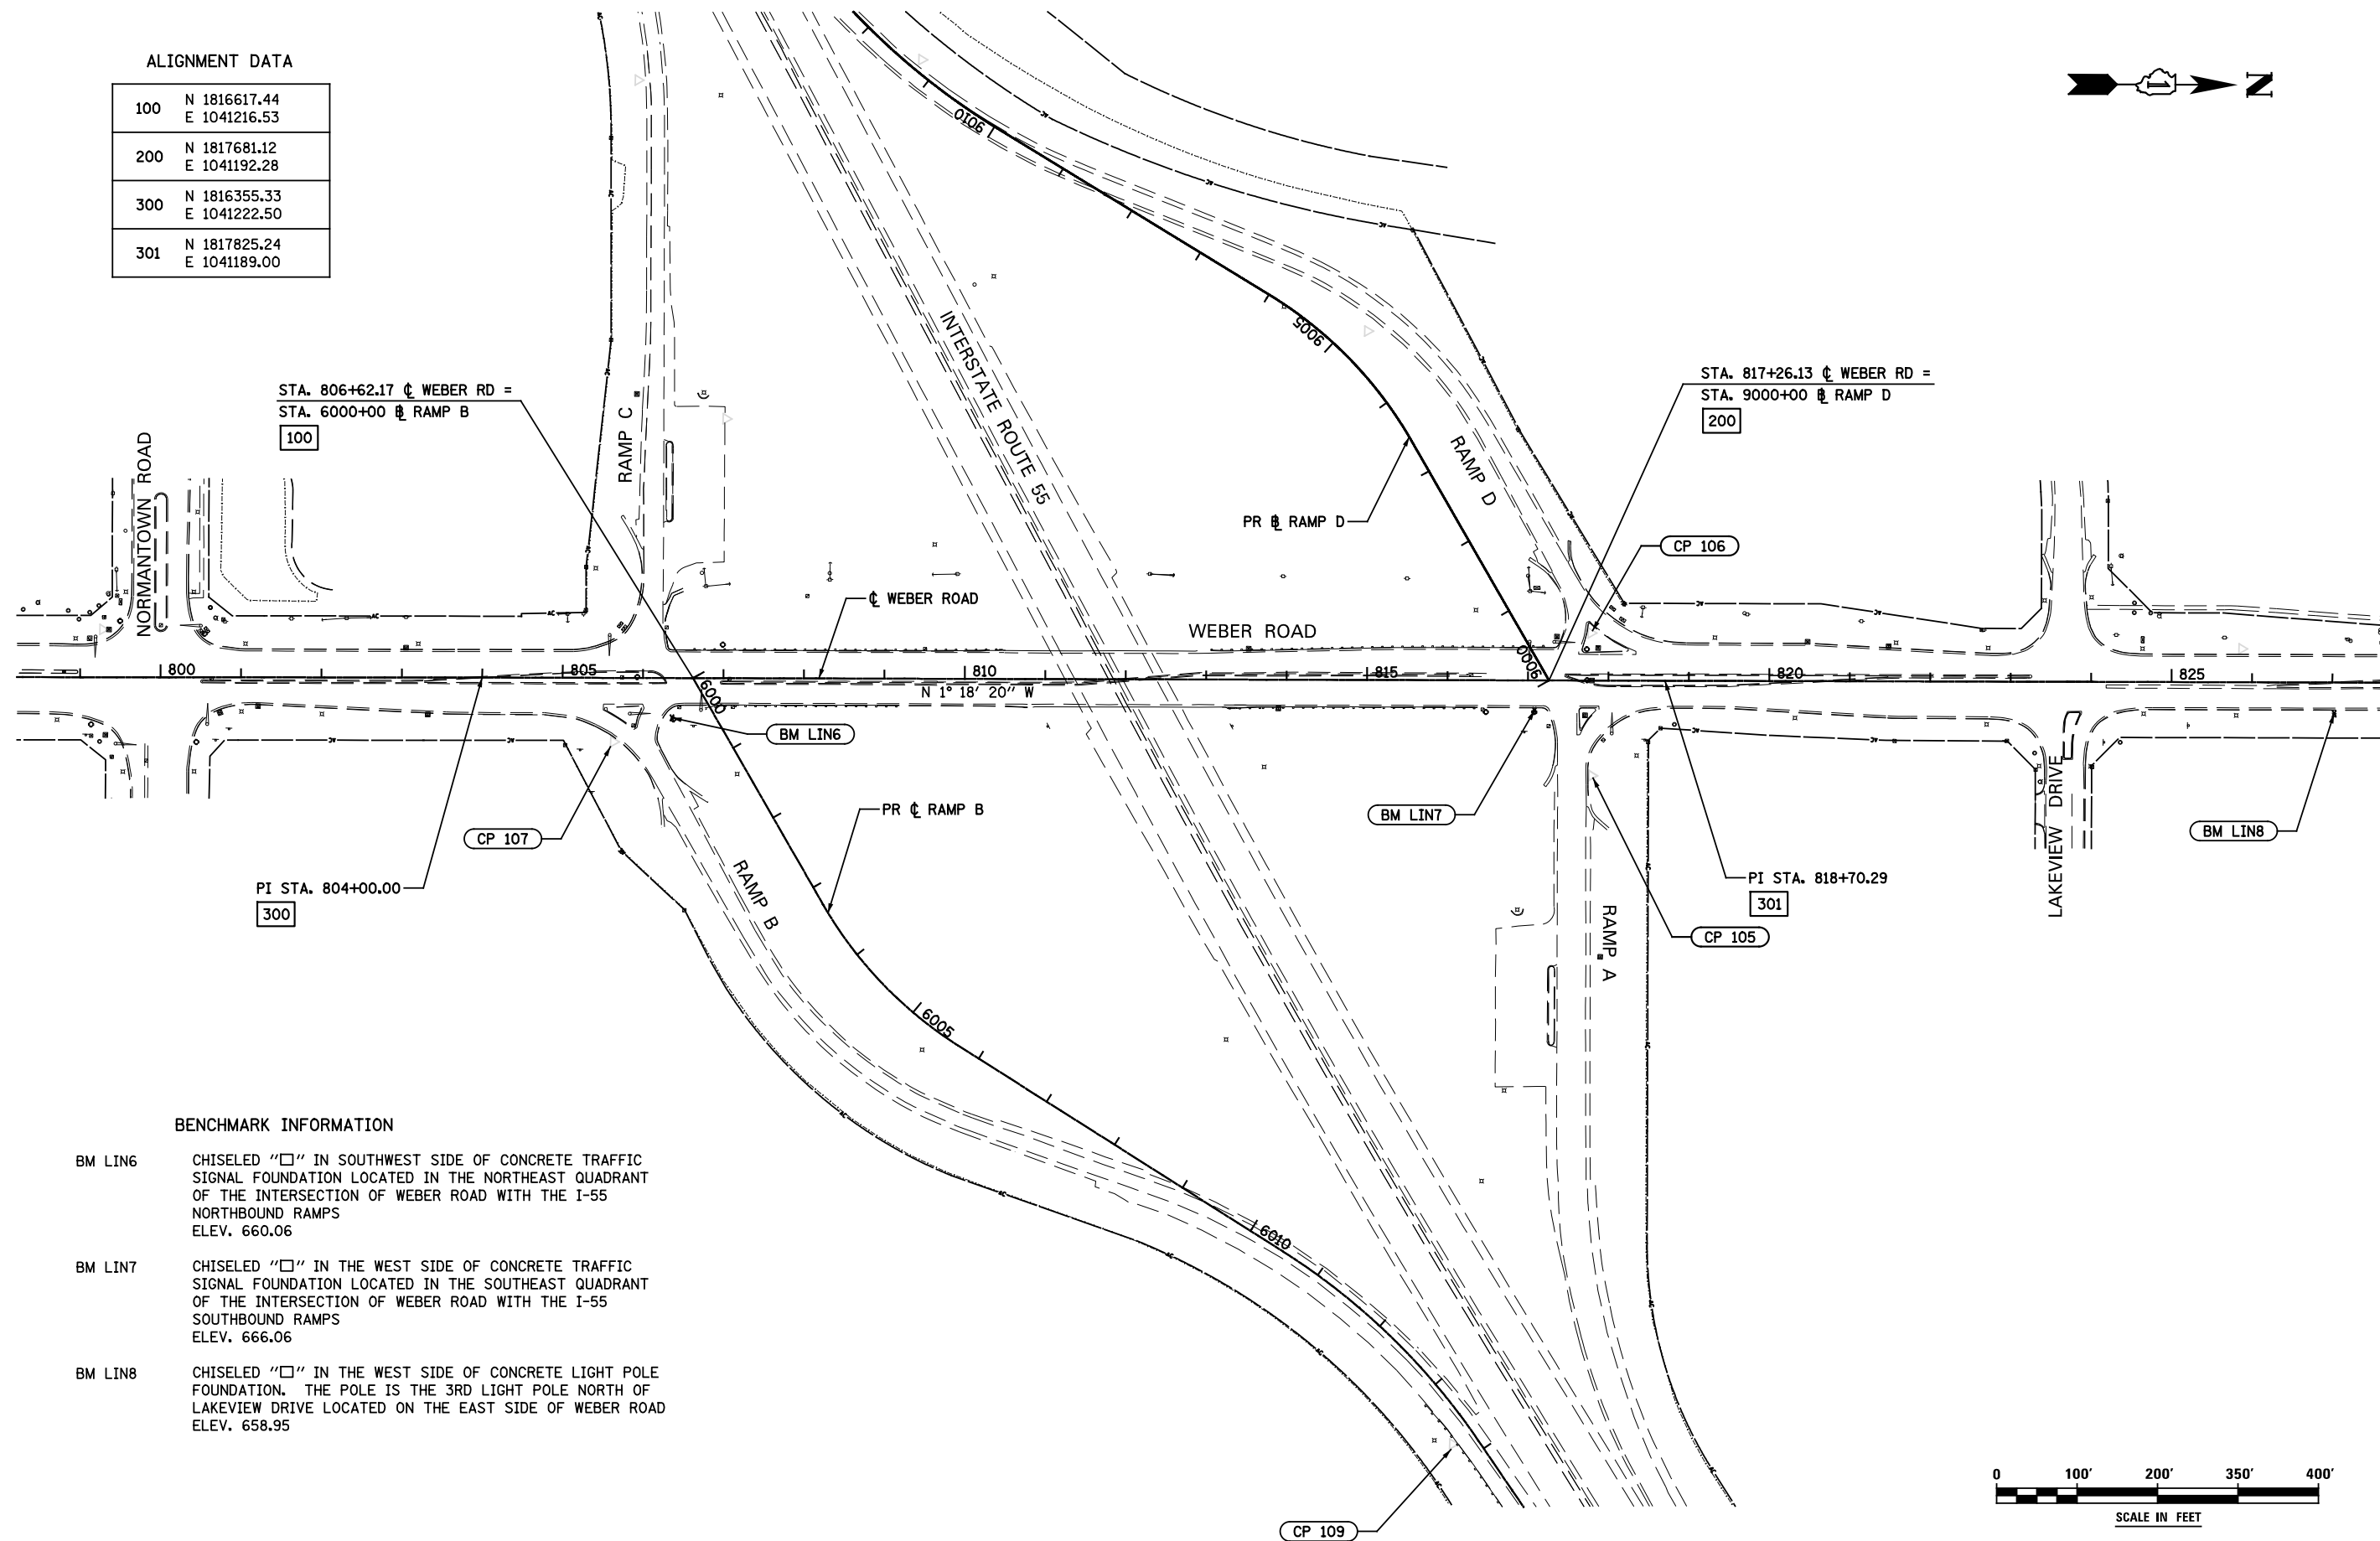 ALIGNMENT DATA
100 N 1816617.44
E 1041216.53
200 N 1817681.12
E 1041192.28
300 N 1816355.33
E 1041222.50
301 N 1817825.24
E 1041189.00
N
9010
9005
INTERSTATE ROUTE 55
STA. 806+62.17 ℄ WEBER RD =
STA. 6000+00 ⅊ RAMP B
100
STA. 817+26.13 ℄ WEBER RD =
STA. 9000+00 ⅊ RAMP D
200
NORMANTOWN ROAD
RAMP C
RAMP D
PR ⅊ RAMP D
CP 106
℄ WEBER ROAD
WEBER ROAD
9000
800
805
810
815
820
825
N 1° 18' 20" W
6000
BM LIN6
PR ℄ RAMP B
BM LIN7
BM LIN8
CP 107
RAMP B
PI STA. 804+00.00
300
PI STA. 818+70.29
301
LAKEVIEW DRIVE
CP 105
RAMP A
6005
6010
BENCHMARK INFORMATION
BM LIN6 CHISELED "□" IN SOUTHWEST SIDE OF CONCRETE TRAFFIC
SIGNAL FOUNDATION LOCATED IN THE NORTHEAST QUADRANT
OF THE INTERSECTION OF WEBER ROAD WITH THE I-55
NORTHBOUND RAMPS
ELEV. 660.06
BM LIN7 CHISELED "□" IN THE WEST SIDE OF CONCRETE TRAFFIC
SIGNAL FOUNDATION LOCATED IN THE SOUTHEAST QUADRANT
OF THE INTERSECTION OF WEBER ROAD WITH THE I-55
SOUTHBOUND RAMPS
ELEV. 666.06
BM LIN8 CHISELED "□" IN THE WEST SIDE OF CONCRETE LIGHT POLE
FOUNDATION. THE POLE IS THE 3RD LIGHT POLE NORTH OF
LAKEVIEW DRIVE LOCATED ON THE EAST SIDE OF WEBER ROAD
ELEV. 658.95
CP 109
0 100' 200' 350' 400'
SCALE IN FEET